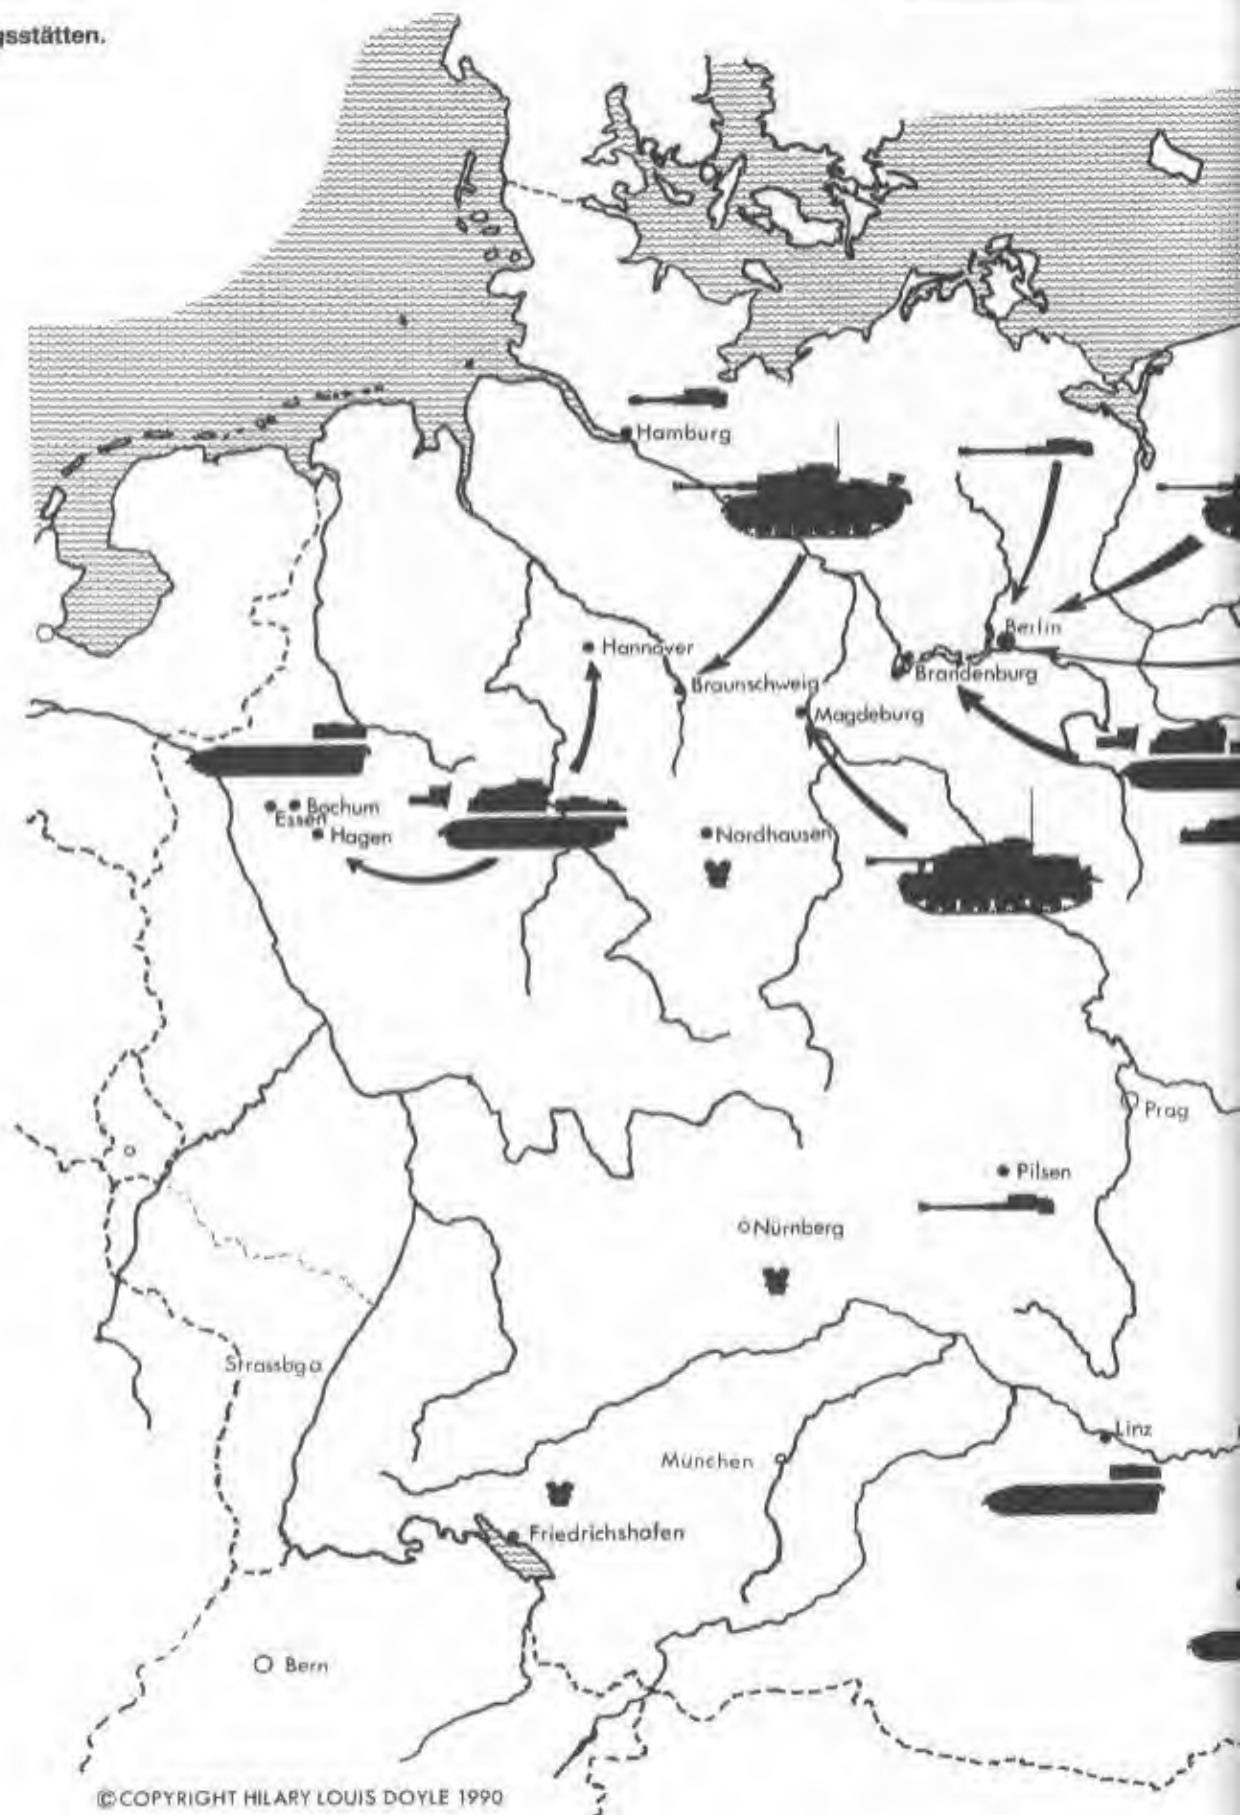 gsstätten.
Hamburg
Berlin
Hannover
Brandenburg
Braunschweig
Magdeburg
Bochum
Essen
Hagen
Nordhausen
Prag
Pilsen
Nürnberg
Strassbga
Linz
München
Friedrichshafen
Bern
©COPYRIGHT HILARY LOUIS DOYLE 1990